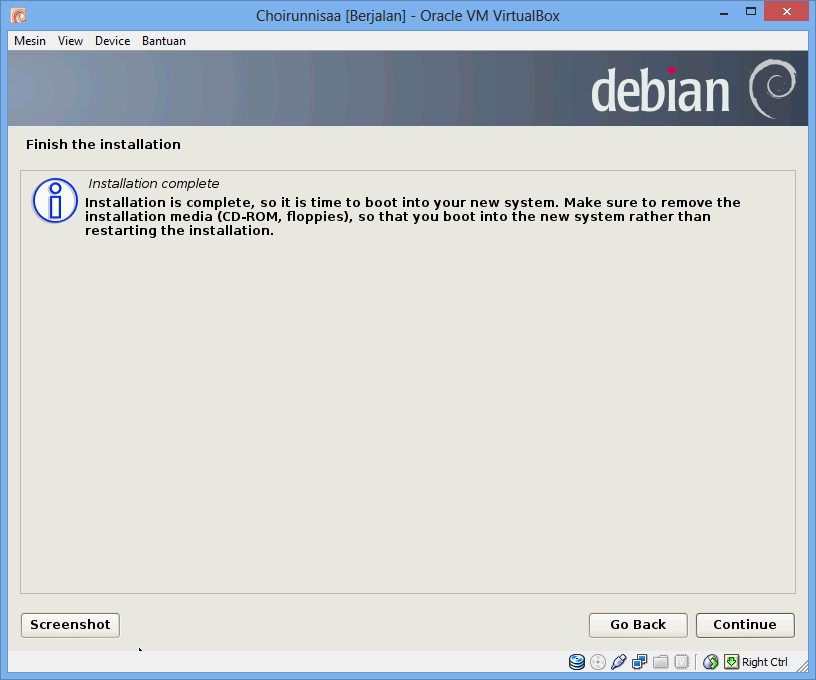 Choirunnisaa [Berjalan] - Oracle VM VirtualBox
Mesin View Device Bantuan
debian
Finish the installation
Installation complete
Installation is complete, so it is time to boot into your new system. Make sure to remove the
installation media (CD-ROM, floppies), so that you boot into the new system rather than
restarting the installation.
Screenshot Go Back Continue
Right Ctrl